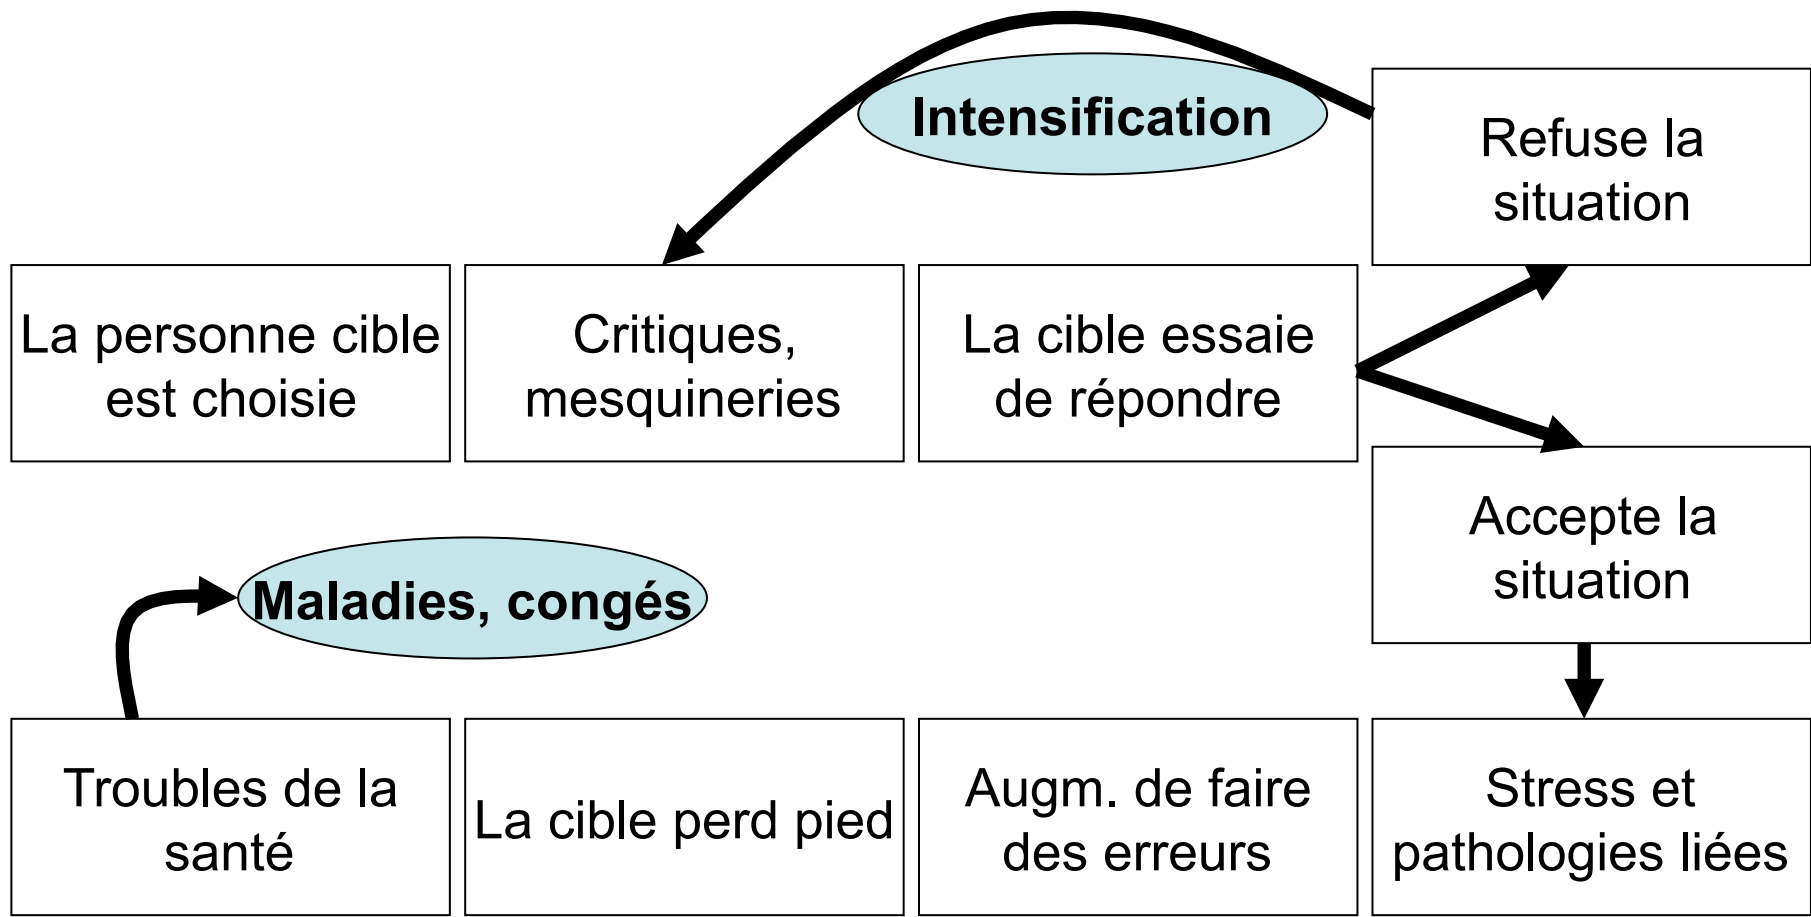 Intensification
Refuse la
situation
La personne cible
est choisie
Critiques,
mesquineries
La cible essaie
de répondre
Accepte la
situation
Maladies, congés
Troubles de la
santé
La cible perd pied
Augm. de faire
des erreurs
Stress et
pathologies liées